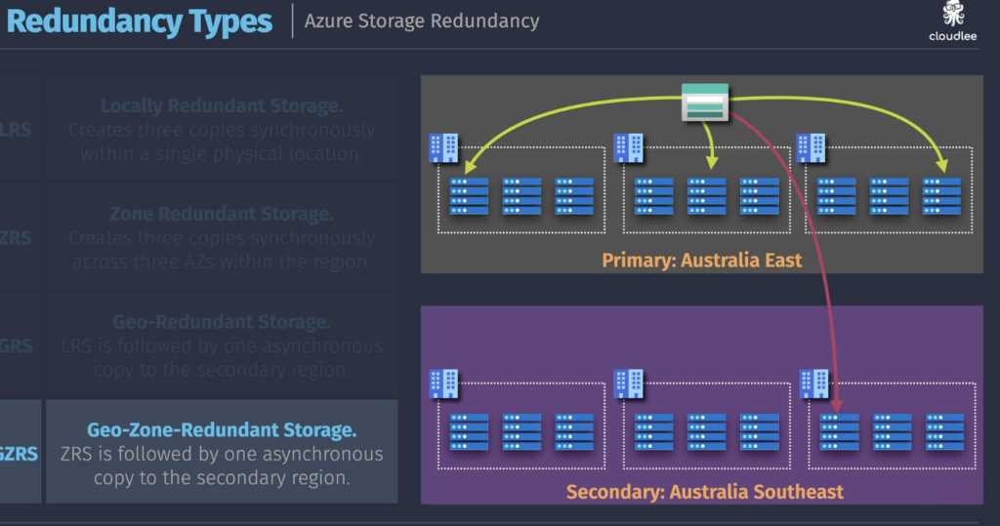 Redundancy Types
Azure Storage Redundancy
cloudlee
LRS
Locally Redundant Storage.
Creates three copies synchronously
within a single physical location.
ZRS
Zone Redundant Storage.
Creates three copies synchronously
across three AZs within the region.
GRS
Geo-Redundant Storage.
LRS is followed by one asynchronous
copy to the secondary region.
GZRS
Geo-Zone-Redundant Storage.
ZRS is followed by one asynchronous
copy to the secondary region.
Primary: Australia East
Secondary: Australia Southeast